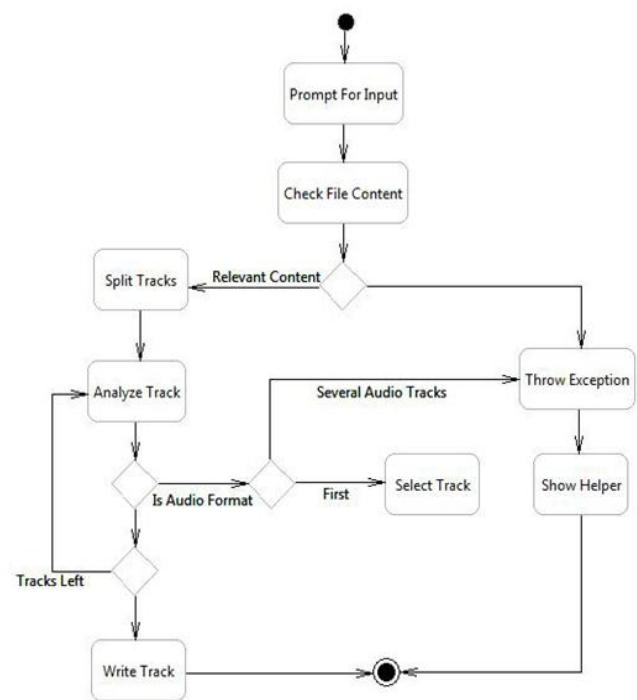 Prompt For Input
Check File Content
Relevant Content
Split Tracks
Analyze Track
Several Audio Tracks
Throw Exception
Is Audio Format
First
Select Track
Show Helper
Tracks Left
Write Track